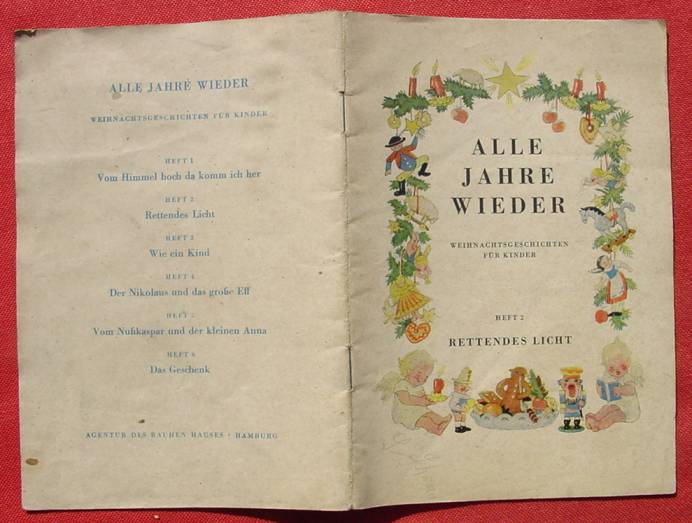 ALLE JAHRE WIEDER
WEIHNACHTSGESCHICHTEN FÜR KINDER
HEFT 1
Vom Himmel hoch da komm ich her
HEFT 2
Rettendes Licht
HEFT 3
Wie ein Kind
HEFT 4
Der Nikolaus und das große Eff
HEFT 5
Vom Nußkaspar und der kleinen Anna
HEFT 6
Das Geschenk
AGENTUR DES RAUHEN HAUSES · HAMBURG
ALLE
JAHRE
WIEDER
WEIHNACHTSGESCHICHTEN
FÜR KINDER
HEFT 2
RETTENDES LICHT